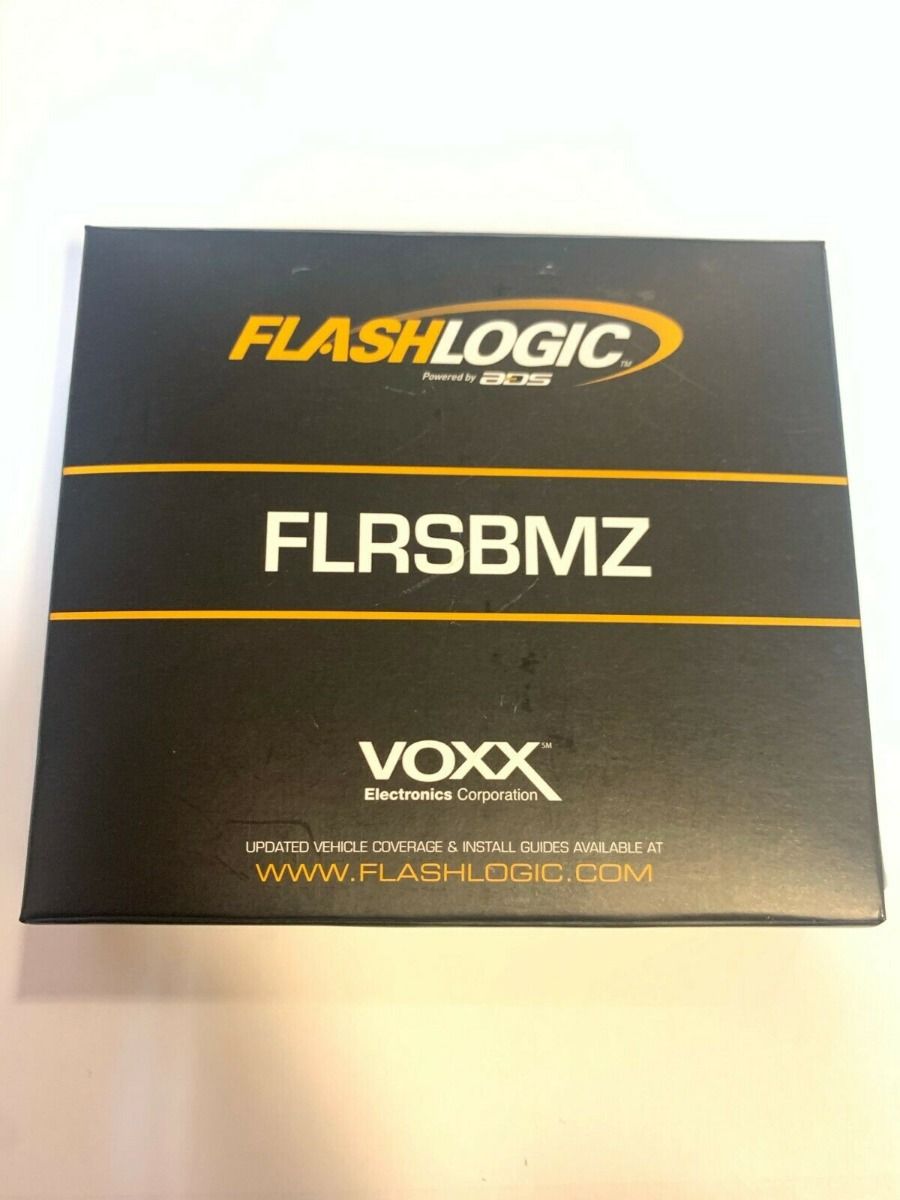 FLASHLOGIC™
Powered by ADS
FLRSBMZ
VOXX℠
Electronics Corporation
UPDATED VEHICLE COVERAGE & INSTALL GUIDES AVAILABLE AT
WWW.FLASHLOGIC.COM